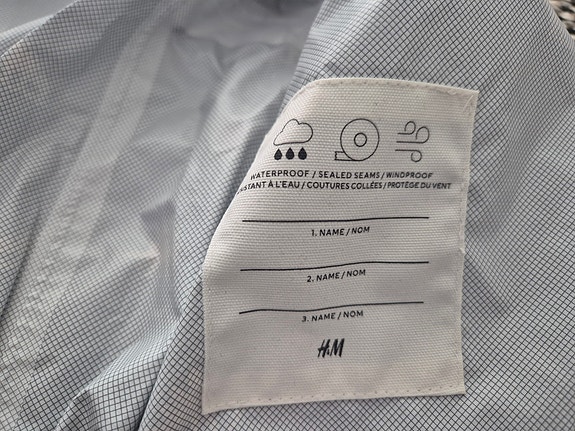 WATERPROOF / SEALED SEAMS / WINDPROOF
À L'EAU / COUTURES COLLÉES / PROTÈGE DU VENT
1. NAME / NOM
2. NAME / NOM
3. NAME / NOM
H&M